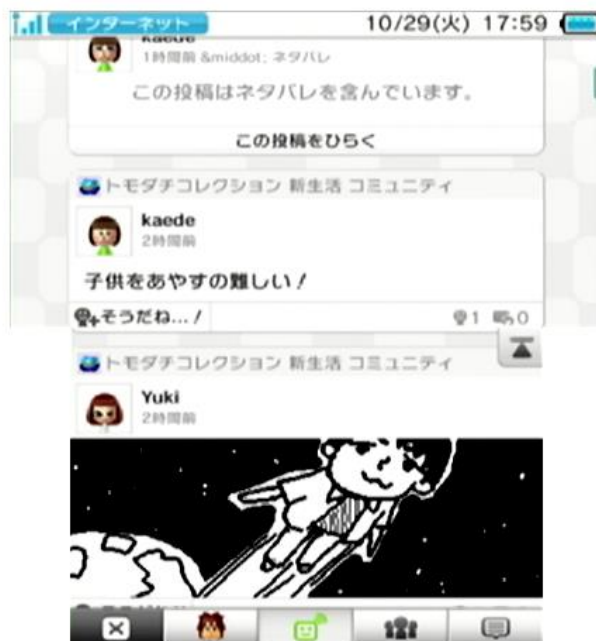 インターネット 10/29(火) 17:59
kaede
1時間前 &middot; ネタバレ
この投稿はネタバレを含んでいます。
この投稿をひらく
トモダチコレクション 新生活 コミュニティ
kaede
2時間前
子供をあやすの難しい！
そうだね...！ 1 0
トモダチコレクション 新生活 コミュニティ
Yuki
2時間前